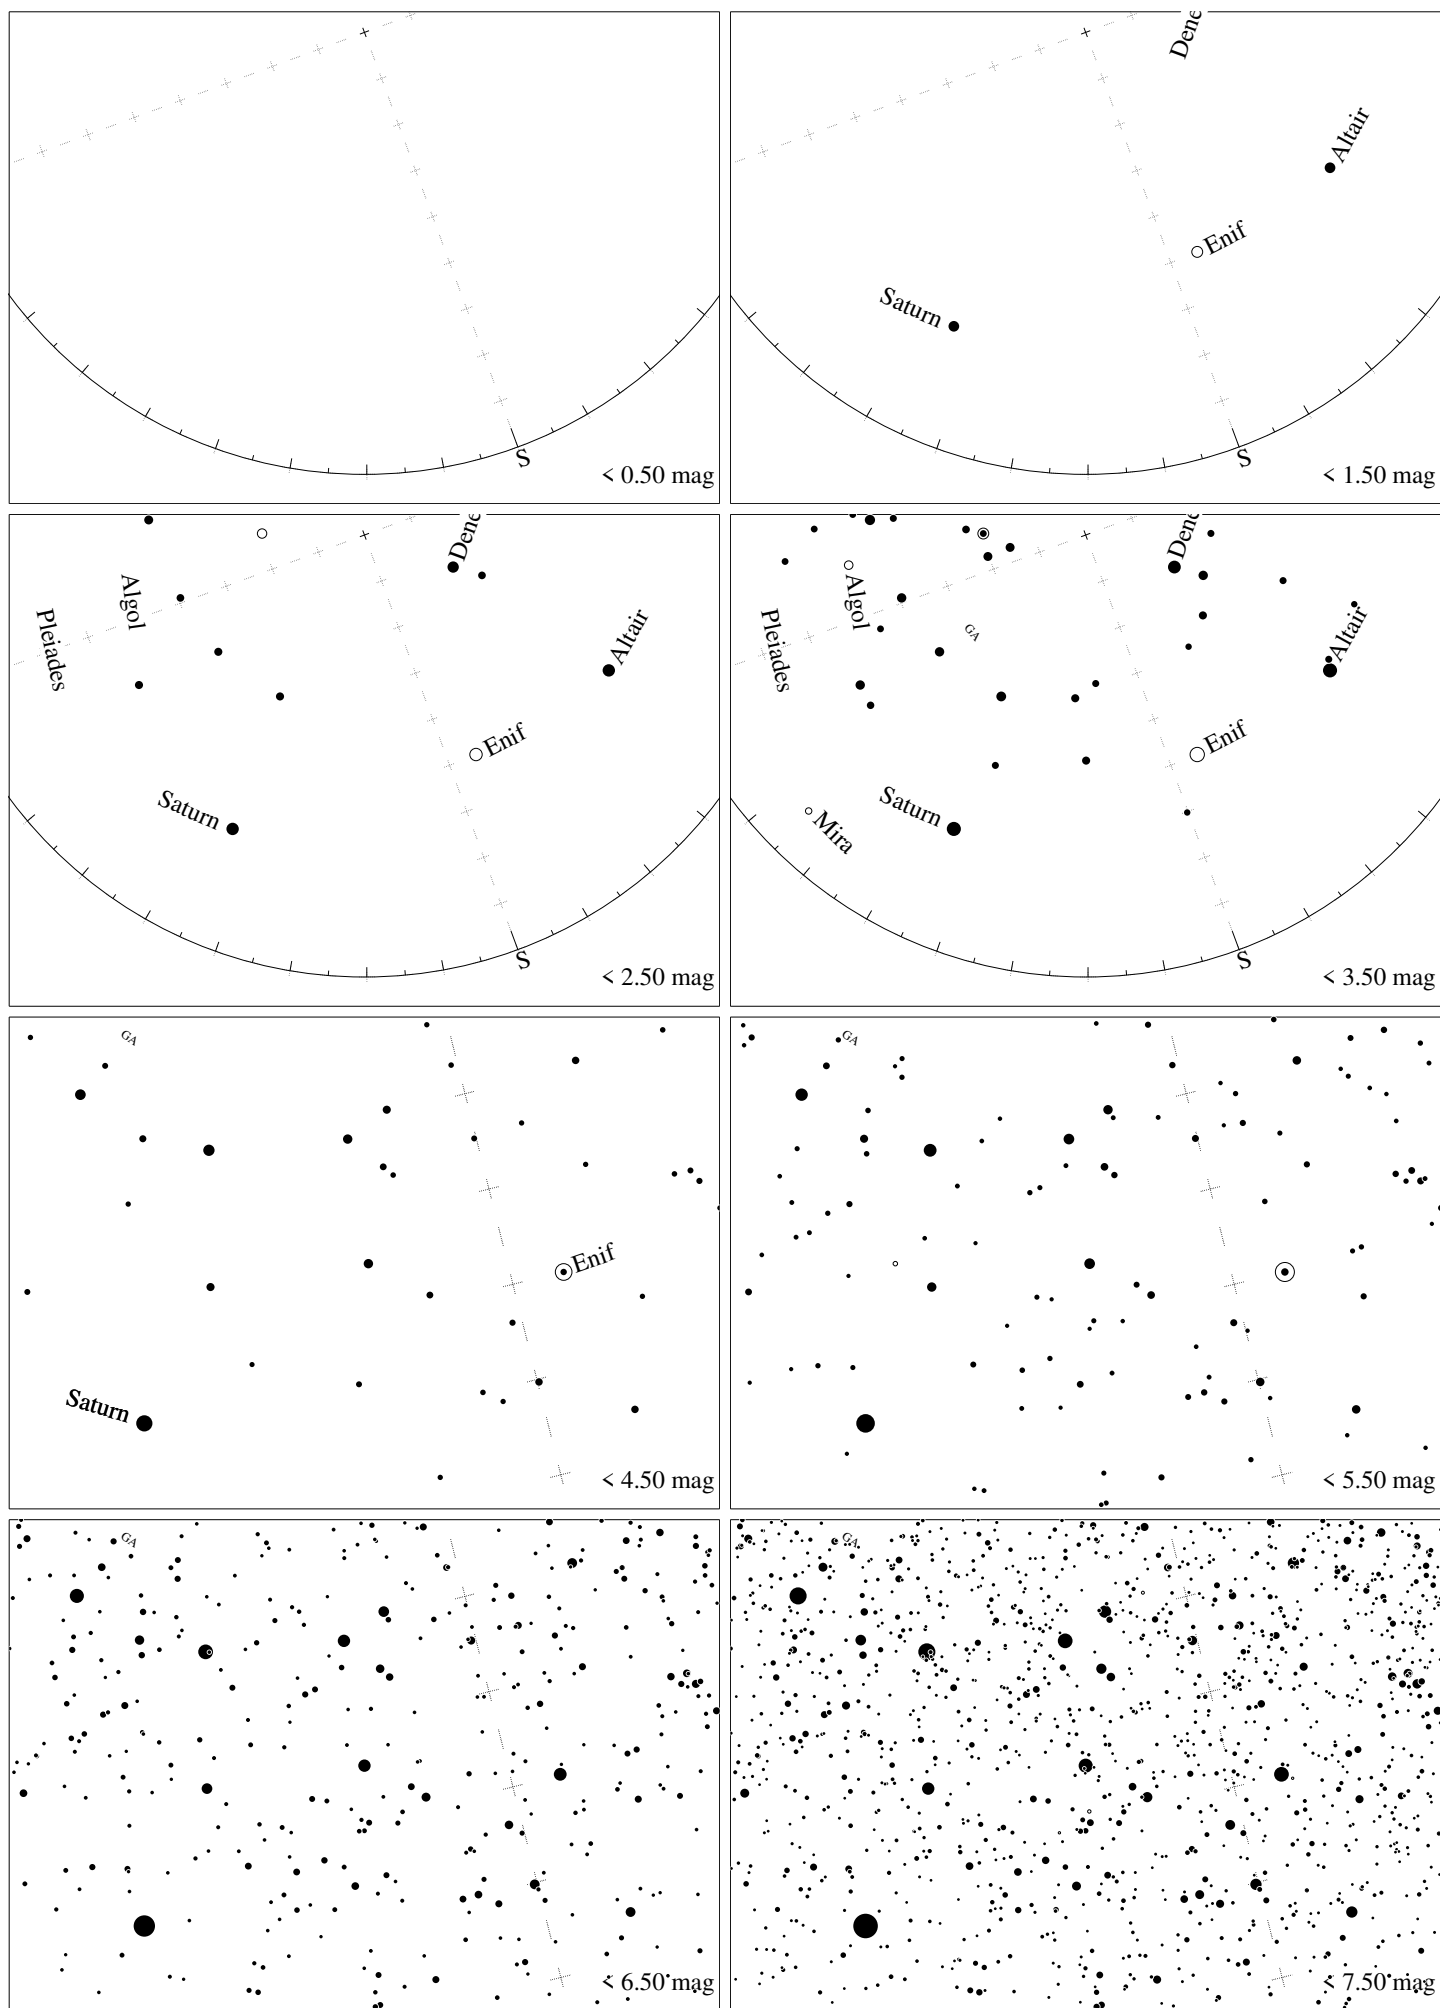 S
< 0.50 mag
Dene
Altair
Enif
Saturn
S
< 1.50 mag
Dene
Algol
Pleiades
Altair
Enif
Saturn
S
< 2.50 mag
Dene
Algol
Pleiades
GA
Altair
Enif
Saturn
Mira
S
< 3.50 mag
GA
Enif
Saturn
< 4.50 mag
GA
< 5.50 mag
GA
< 6.50 mag
GA
< 7.50 mag